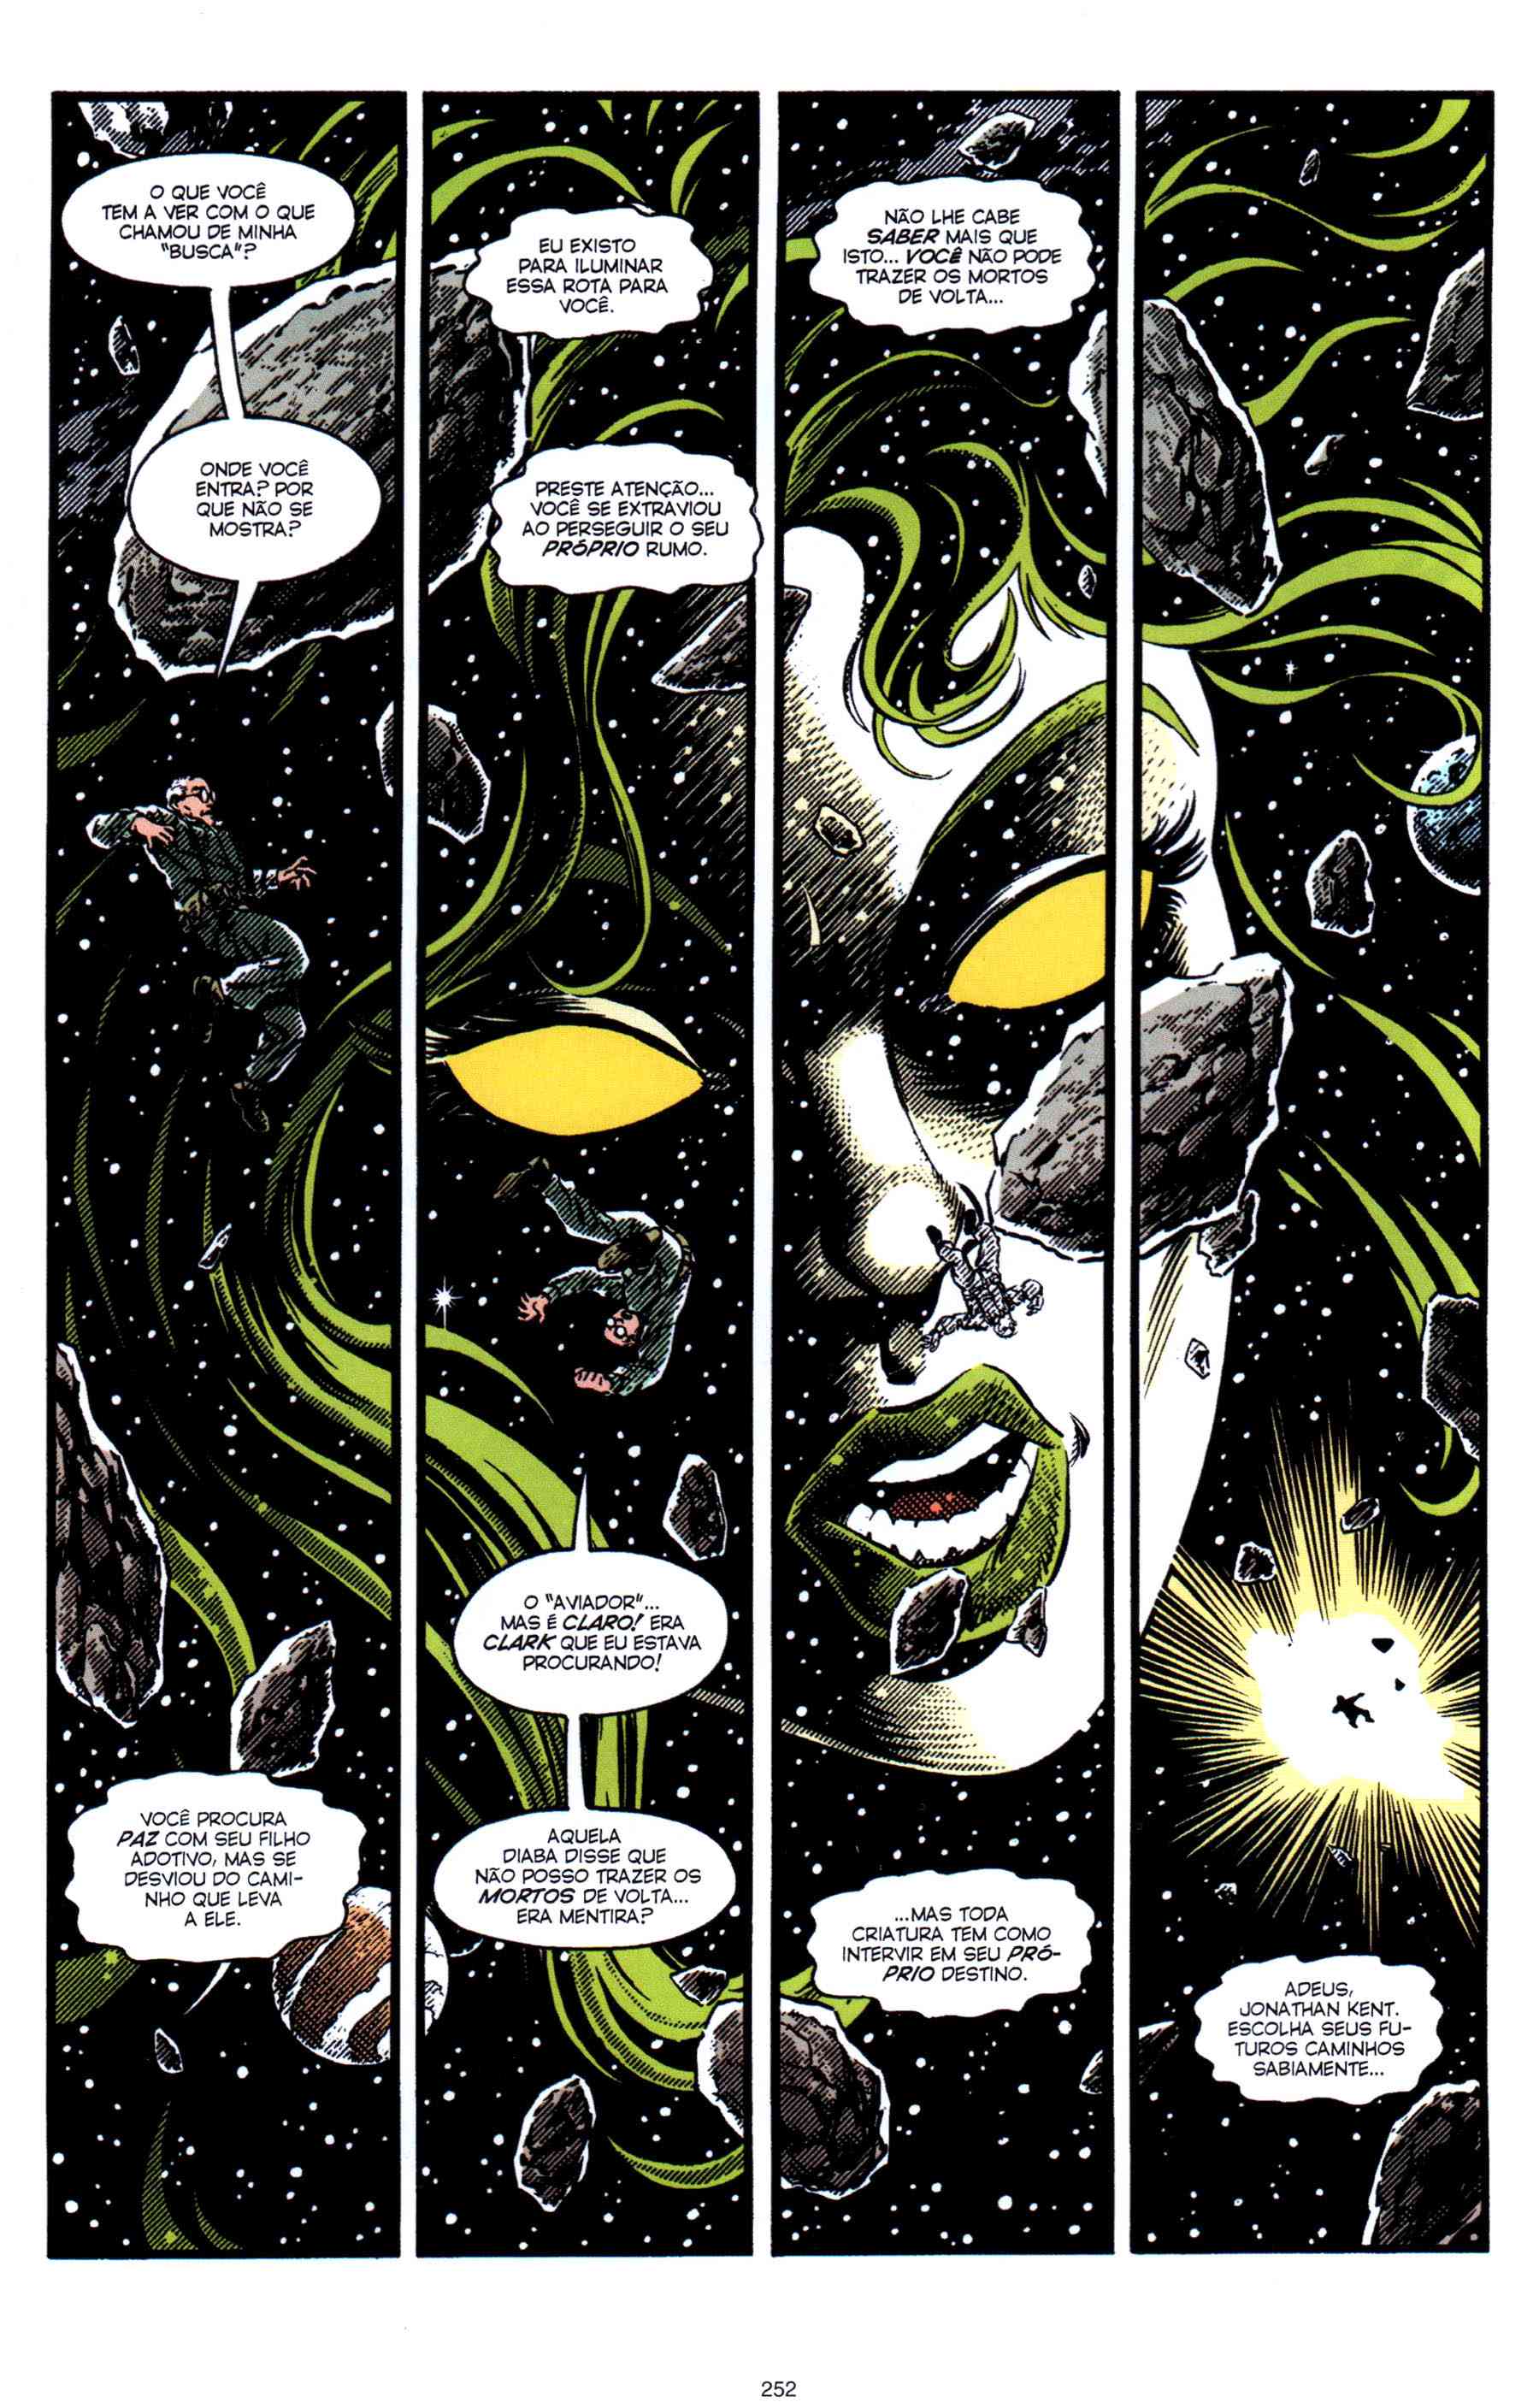 O QUE VOCÊ
TEM A VER COM O QUE
CHAMOU DE MINHA
"BUSCA"?
ONDE VOCÊ
ENTRA? POR
QUE NÃO SE
MOSTRA?
VOCÊ PROCURA
PAZ COM SEU FILHO
ADOTIVO, MAS SE
DESVIOU DO CAMI-
NHO QUE LEVA
A ELE.
EU EXISTO
PARA ILUMINAR
ESSA ROTA PARA
VOCÊ.
PRESTE ATENÇÃO...
VOCÊ SE EXTRAVIOU
AO PERSEGUIR O SEU
PRÓPRIO RUMO.
O "AVIADOR"...
MAS É CLARO! ERA
CLARK QUE EU ESTAVA
PROCURANDO!
AQUELA
DIABA DISSE QUE
NÃO POSSO TRAZER OS
MORTOS DE VOLTA...
ERA MENTIRA?
NÃO LHE CABE
SABER MAIS QUE
ISTO... VOCÊ NÃO PODE
TRAZER OS MORTOS
DE VOLTA...
...MAS TODA
CRIATURA TEM COMO
INTERVIR EM SEU PRÓ-
PRIO DESTINO.
ADEUS,
JONATHAN KENT.
ESCOLHA SEUS FU-
TUROS CAMINHOS
SABIAMENTE...
252